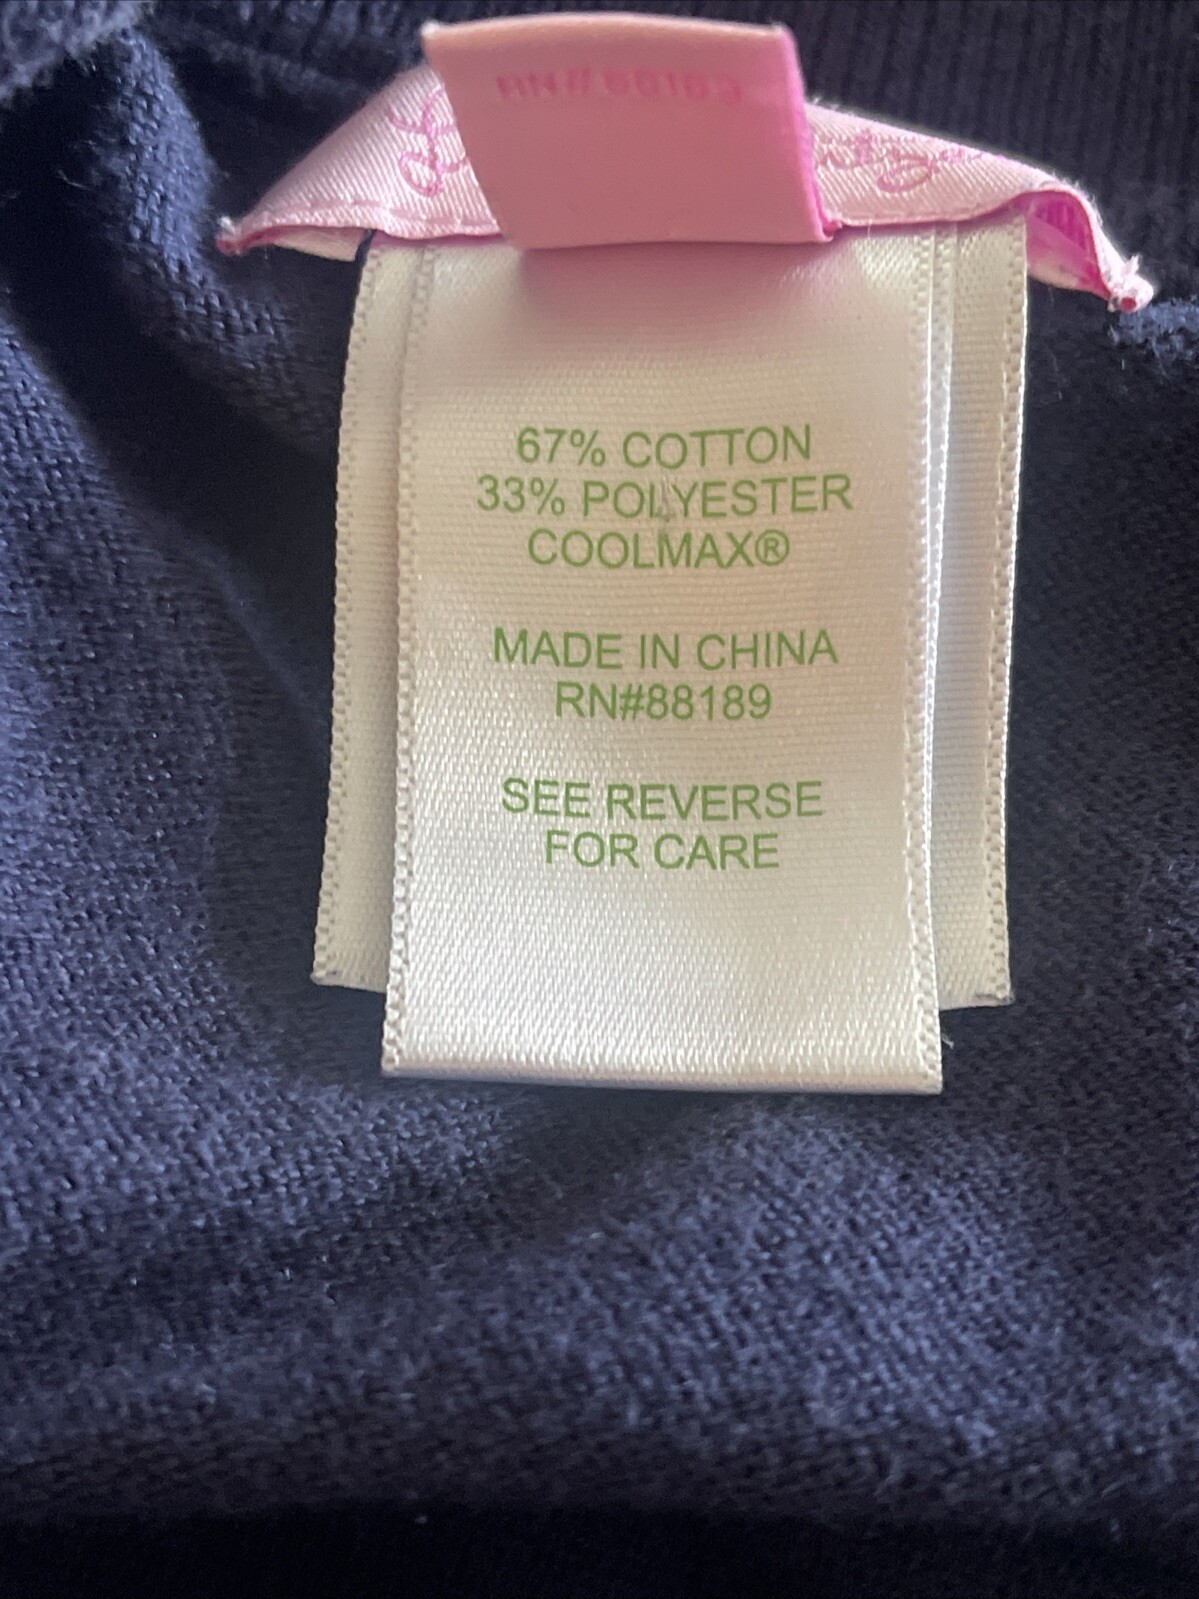 67% COTTON
33% POLYESTER
COOLMAX®
MADE IN CHINA
RN#88189
SEE REVERSE
FOR CARE